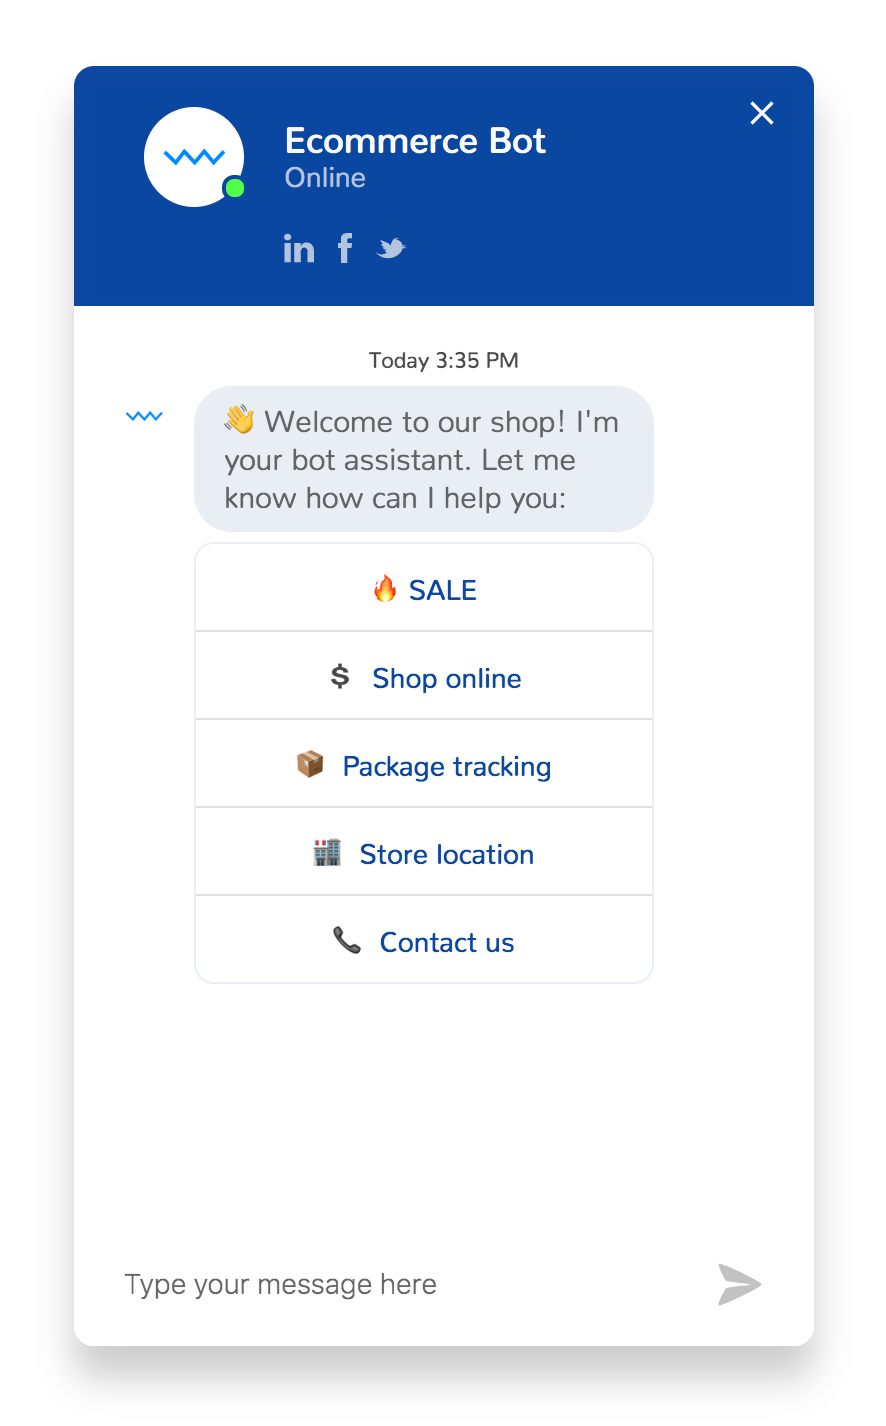 Ecommerce Bot
Online
in f
Today 3:35 PM
👋 Welcome to our shop! I'm
your bot assistant. Let me
know how can I help you:
🔥 SALE
$ Shop online
📦 Package tracking
🏬 Store location
📞 Contact us
Type your message here